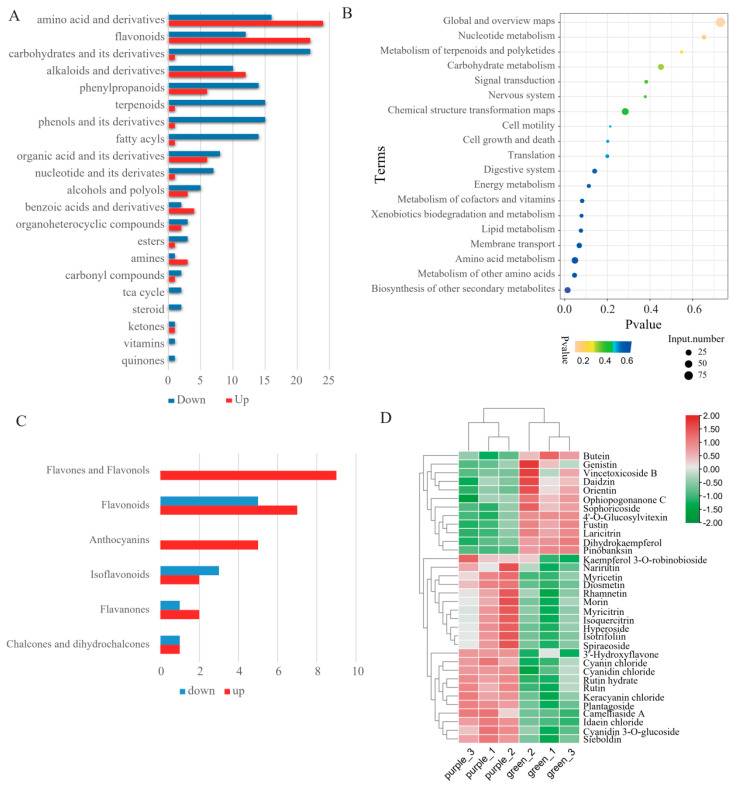 A
amino acid and derivatives
flavonoids
carbohydrates and its derivatives
alkaloids and derivatives
phenylpropanoids
terpenoids
phenols and its derivatives
fatty acyls
organic acid and its derivatives
nucleotide and its derivates
alcohols and polyols
benzoic acids and derivatives
organoheterocyclic compounds
esters
amines
carbonyl compounds
tca cycle
steroid
ketones
vitamins
quinones
0 5 10 15 20 25
Down Up
B
Terms
Global and overview maps
Nucleotide metabolism
Metabolism of terpenoids and polyketides
Carbohydrate metabolism
Signal transduction
Nervous system
Chemical structure transformation maps
Cell motility
Cell growth and death
Translation
Digestive system
Energy metabolism
Metabolism of cofactors and vitamins
Xenobiotics biodegradation and metabolism
Lipid metabolism
Membrane transport
Amino acid metabolism
Metabolism of other amino acids
Biosynthesis of other secondary metabolites
0.0 0.2 0.4 0.6
Pvalue
Pvalue
0.2 0.4 0.6
Input.number
25
50
75
C
Flavones and Flavonols
Flavonoids
Anthocyanins
Isoflavonoids
Flavanones
Chalcones and dihydrochalcones
0 2 4 6 8 10
down up
D
Butein
Genistin
Vincetoxicoside B
Daidzin
Orientin
Ophiopogonanone C
Sophoricoside
4'-O-Glucosylvitexin
Fustin
Laricitrin
Dihydrokaempferol
Pinobanksin
Kaempferol 3-O-robinobioside
Narirutin
Myricetin
Diosmetin
Rhamnetin
Morin
Myricitrin
Isoquercitrin
Hyperoside
Isotrifoliin
Spiraeoside
3'-Hydroxyflavone
Cyanin chloride
Cyanidin chloride
Rutin hydrate
Rutin
Keracyanin chloride
Plantagoside
Camelliaside A
Idaein chloride
Cyanidin 3-O-glucoside
Sieboldin
purple_3 purple_1 purple_2 green_2 green_1 green_3
2.00
1.50
1.00
0.50
0.00
-0.50
-1.00
-1.50
-2.00